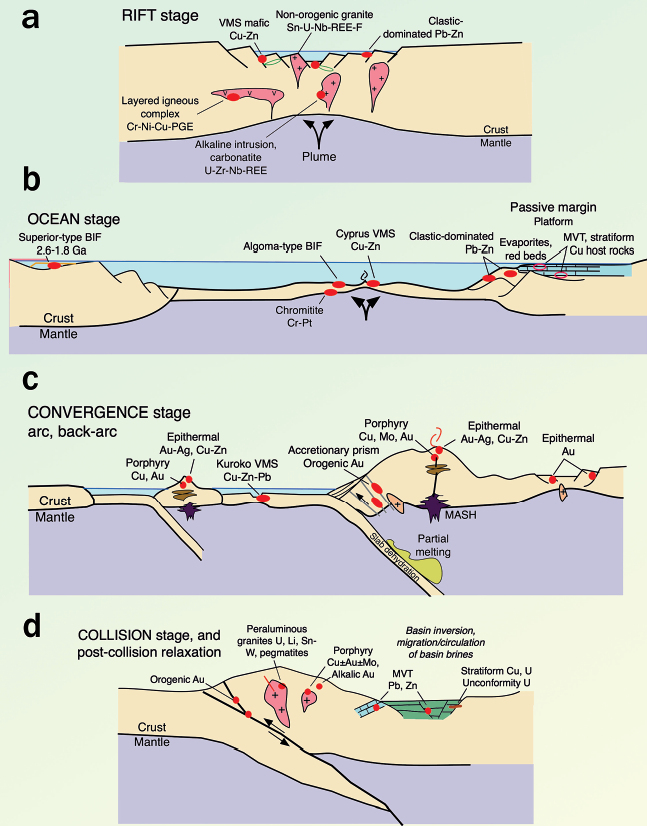 a
RIFT stage
VMS mafic
Cu-Zn
Non-orogenic granite
Sn-U-Nb-REE-F
Clastic-
dominated Pb-Zn
v v v
Layered igneous
complex
Cr-Ni-Cu-PGE
Alkaline intrusion,
carbonatite
U-Zr-Nb-REE
Plume
Crust
Mantle
b
OCEAN stage
Superior-type BIF
2.6-1.8 Ga
Algoma-type BIF
Cyprus VMS
Cu-Zn
Clastic-dominated
Pb-Zn
Passive margin
Platform
Evaporites,
red beds
MVT, stratiform
Cu host rocks
Chromitite
Cr-Pt
Crust
Mantle
c
CONVERGENCE stage
arc, back-arc
Epithermal
Au-Ag, Cu-Zn
Porphyry
Cu, Au
Kuroko VMS
Cu-Zn-Pb
Accretionary prism
Orogenic Au
Porphyry
Cu, Mo, Au
Epithermal
Au-Ag, Cu-Zn
Epithermal
Au
Crust
Mantle
MASH
Slab dehydration
Partial
melting
d
COLLISION stage, and
post-collision relaxation
Peraluminous
granites U, Li, Sn-
W, pegmatites
Porphyry
Cu±Au±Mo,
Alkalic Au
Orogenic Au
Basin inversion,
migration/circulation
of basin brines
MVT
Pb, Zn
Stratiform Cu, U
Unconformity U
Crust
Mantle